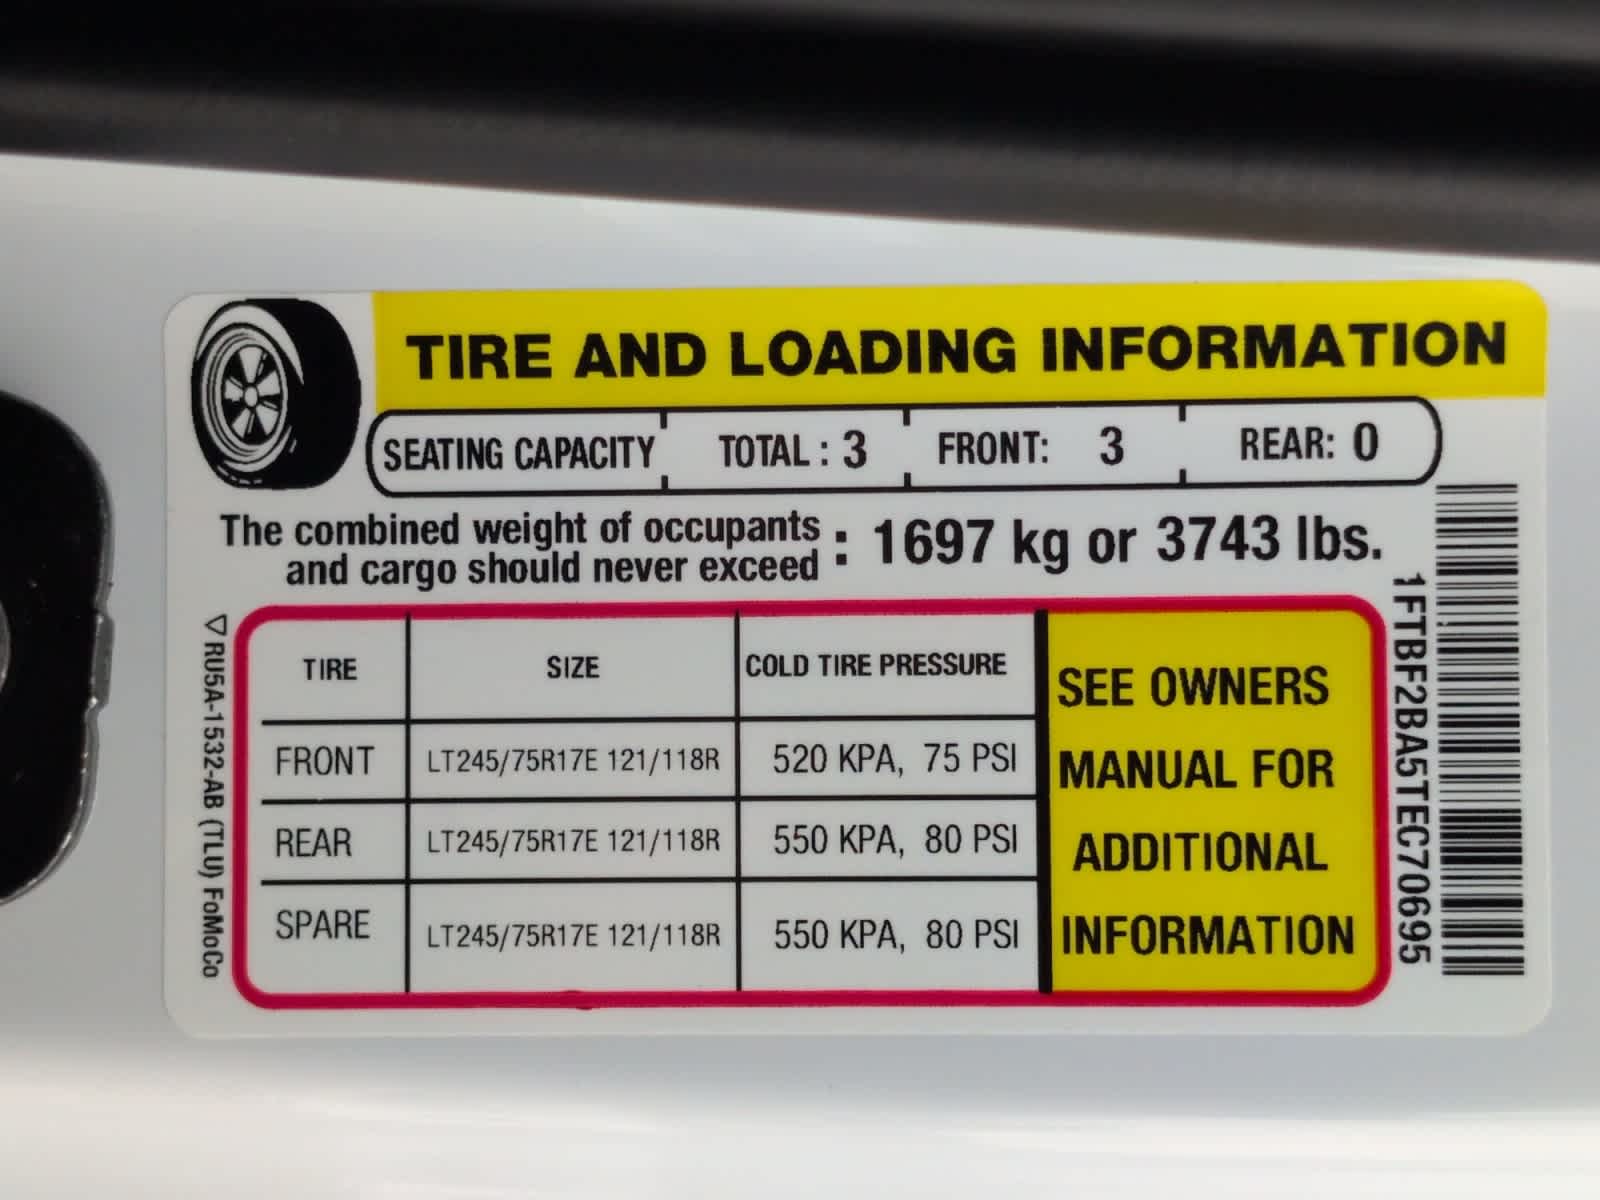 TIRE AND LOADING INFORMATION
SEATING CAPACITY TOTAL : 3 FRONT: 3 REAR: 0
The combined weight of occupants
and cargo should never exceed : 1697 kg or 3743 lbs.
TIRE SIZE COLD TIRE PRESSURE
FRONT LT245/75R17E 121/118R 520 KPA, 75 PSI
REAR LT245/75R17E 121/118R 550 KPA, 80 PSI
SPARE LT245/75R17E 121/118R 550 KPA, 80 PSI
SEE OWNERS
MANUAL FOR
ADDITIONAL
INFORMATION
RU5A-1532-AB (TLU) FoMoCo
1FTBF2BA5TEC70695